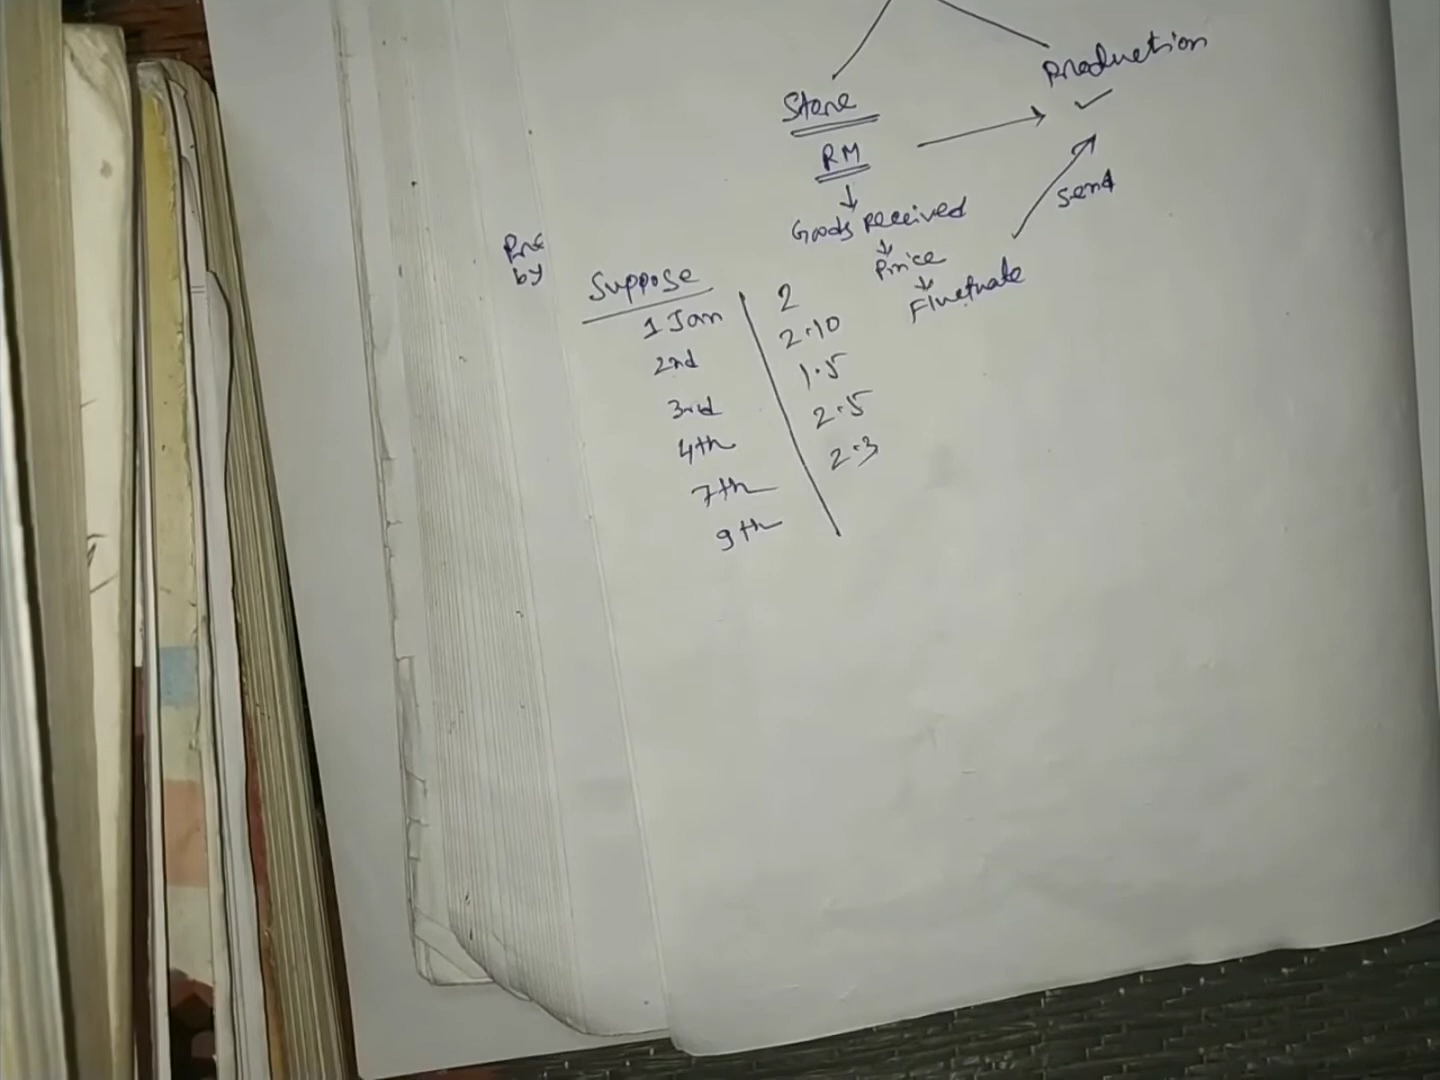 Production
Store
RM
Goods received
Price
Fluctuate
Send
by
Suppose
1 Jan 2
2nd 2.10
3rd 1.5
4th 2.5
7th 2.3
9th